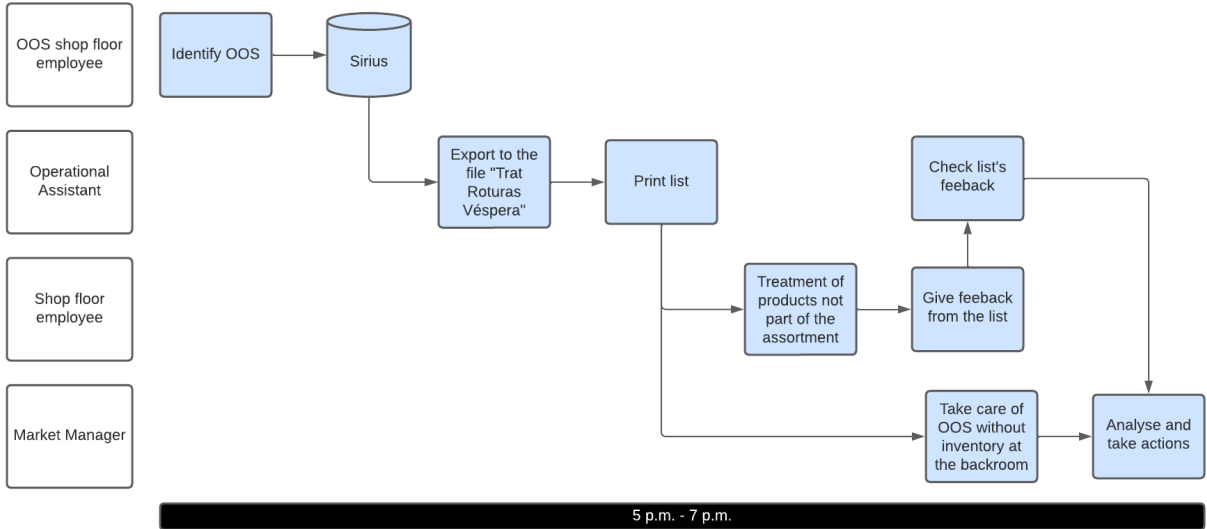 OOS shop floor
employee
Identify OOS
Sirius
Operational
Assistant
Export to the
file "Trat
Roturas
Véspera"
Print list
Check list's
feeback
Shop floor
employee
Treatment of
products not
part of the
assortment
Give feeback
from the list
Market Manager
Take care of
OOS without
inventory at
the backroom
Analyse and
take actions
5 p.m. - 7 p.m.